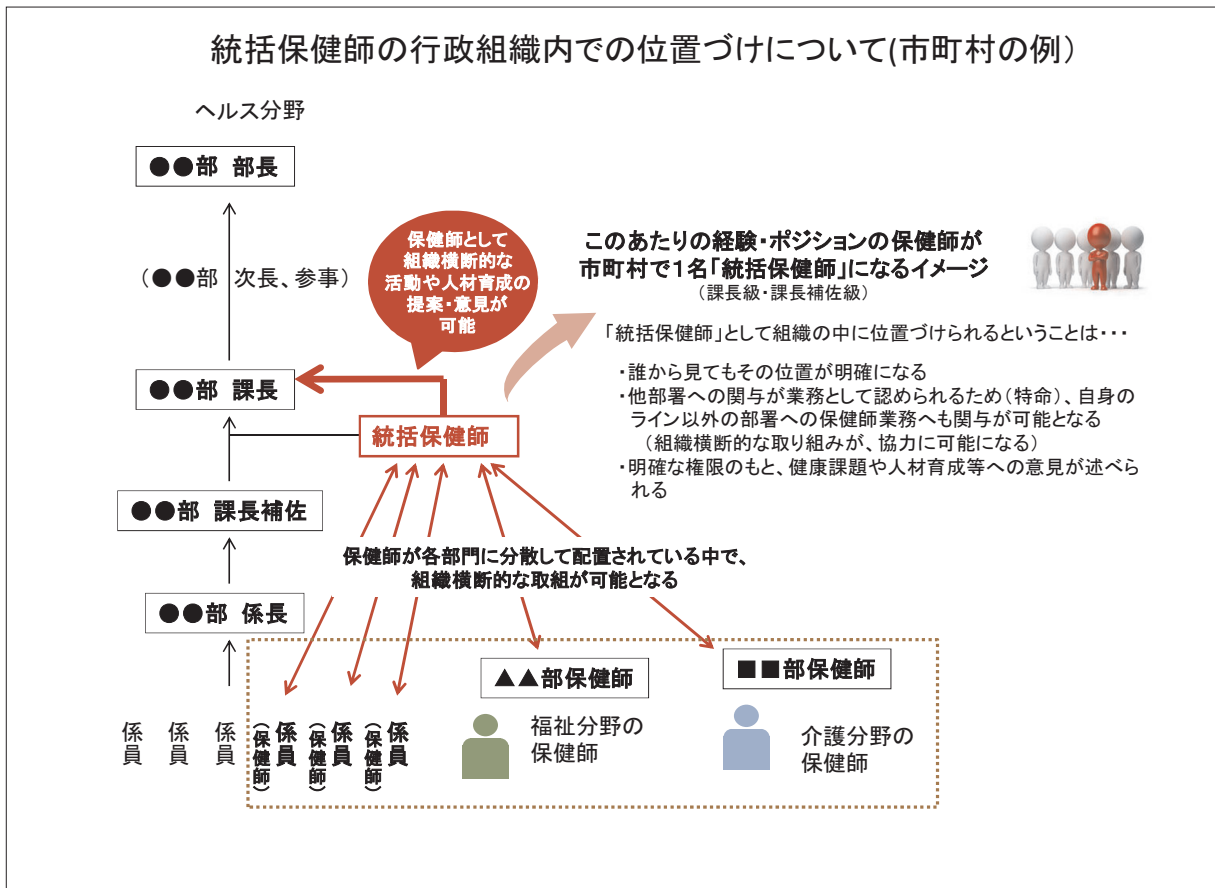 統括保健師の行政組織内での位置づけについて(市町村の例)
ヘルス分野
●●部 部長
(●●部 次長、参事)
保健師として
組織横断的な
活動や人材育成の
提案・意見が
可能
このあたりの経験・ポジションの保健師が
市町村で1名「統括保健師」になるイメージ
(課長級・課長補佐級)
「統括保健師」として組織の中に位置づけられるということは・・・
・誰から見てもその位置が明確になる
・他部署への関与が業務として認められるため(特命)、自身の
ライン以外の部署への保健師業務へも関与が可能となる
(組織横断的な取り組みが、協力に可能になる)
・明確な権限のもと、健康課題や人材育成等への意見が述べら
れる
●●部 課長
統括保健師
●●部 課長補佐
保健師が各部門に分散して配置されている中で、
組織横断的な取組が可能となる
●●部 係長
▲▲部保健師
■■部保健師
係員
係員
係員
係員
(保健師)
係員
(保健師)
係員
(保健師)
福祉分野の
保健師
介護分野の
保健師